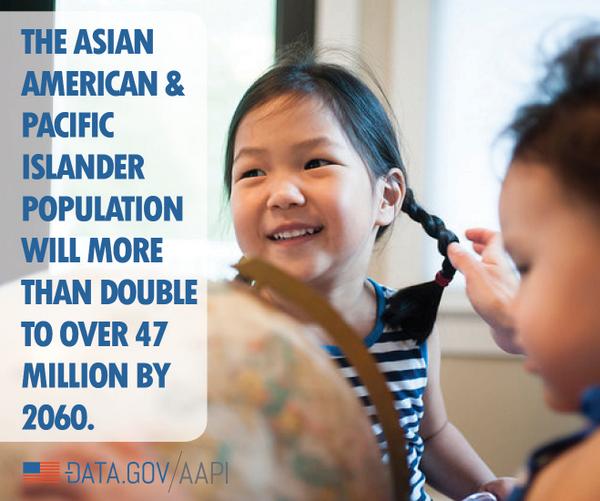 THE ASIAN
AMERICAN &
PACIFIC
ISLANDER
POPULATION
WILL MORE
THAN DOUBLE
TO OVER 47
MILLION BY
2060.
DATA.GOV/AAPI